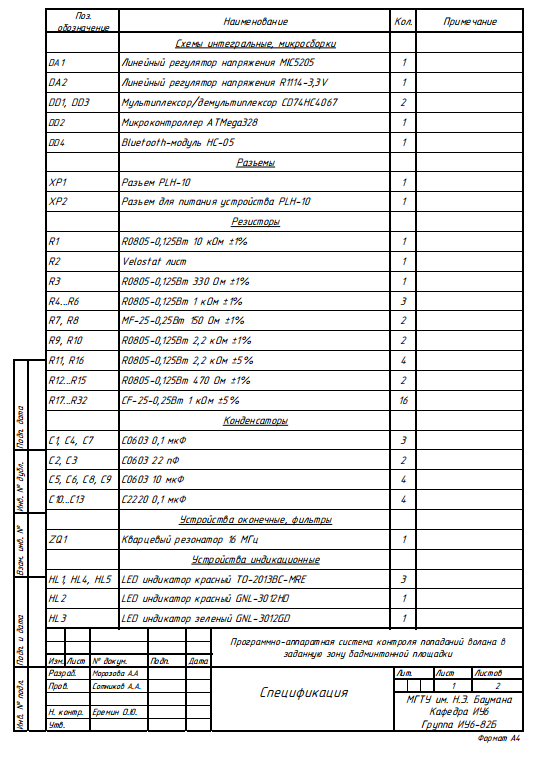 Поз. обозначение Наименование Кол. Примечание
Схемы интегральные, микросборки
DA1 Линейный регулятор напряжения MIC5205 1
DA2 Линейный регулятор напряжения R1114-3,3V 1
DD1, DD3 Мультиплексор/демультиплексор CD74HC4067 2
DD2 Микроконтроллер ATMega328 1
DD4 Bluetooth-модуль HC-05 1
Разъемы
XP1 Разъем PLH-10 1
XP2 Разъем для питания устройства PLH-10 1
Резисторы
R1 R0805-0,125Вт 10 кОм ±1% 1
R2 Velostat лист 1
R3 R0805-0,125Вт 330 Ом ±1% 1
R4...R6 R0805-0,125Вт 1 кОм ±1% 3
R7, R8 MF-25-0,25Вт 150 Ом ±1% 2
R9, R10 R0805-0,125Вт 2,2 кОм ±1% 2
R11, R16 R0805-0,125Вт 2,2 кОм ±5% 4
R12...R15 R0805-0,125Вт 470 Ом ±1% 2
R17...R32 CF-25-0,25Вт 1 кОм ±5% 16
Конденсаторы
C1, C4, C7 C0603 0,1 мкФ 3
C2, C3 C0603 22 пФ 2
C5, C6, C8, C9 C0603 10 мкФ 4
C10...C13 C2220 0,1 мкФ 4
Устройства оконечные, фильтры
ZQ1 Кварцевый резонатор 16 МГц 1
Устройства индикационные
HL1, HL4, HL5 LED индикатор красный TO-2013BC-MRE 3
HL2 LED индикатор красный GNL-3012HD 1
HL3 LED индикатор зеленый GNL-3012GD 1
Подп. дата
Инв. № дубл.
Взам. инв. №
Подп. и дата
Инв. № подл.
Программно-аппаратная система контроля попаданий волана в
заданную зону бадминтонной площадки
Изм. Лист № докум. Подп. Дата
Разраб. Морозова А.А
Пров. Сотников А.А.
Н. контр. Еремин О.Ю.
Утв.
Спецификация
Лит. Лист Листов
1 2
МГТУ им. Н.Э. Баумана
Кафедра ИУ6
Группа ИУ6-82Б
Формат А4